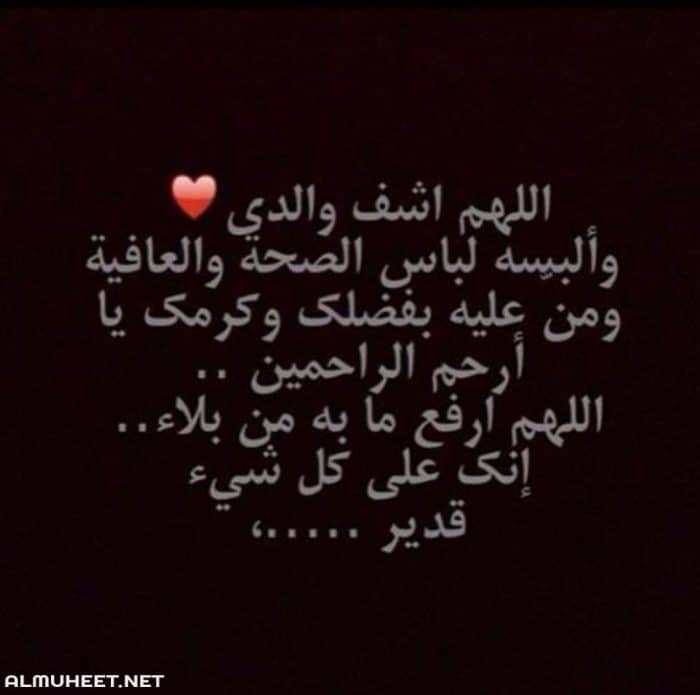 اللهم اشف والدي ♥
وألبسه لباس الصحة والعافية
ومنّ عليه بفضلك وكرمك يا
أرحم الراحمين ..
اللهم ارفع ما به من بلاء..
إنك على كل شيء
قدير .....،
ALMUHEET.NET